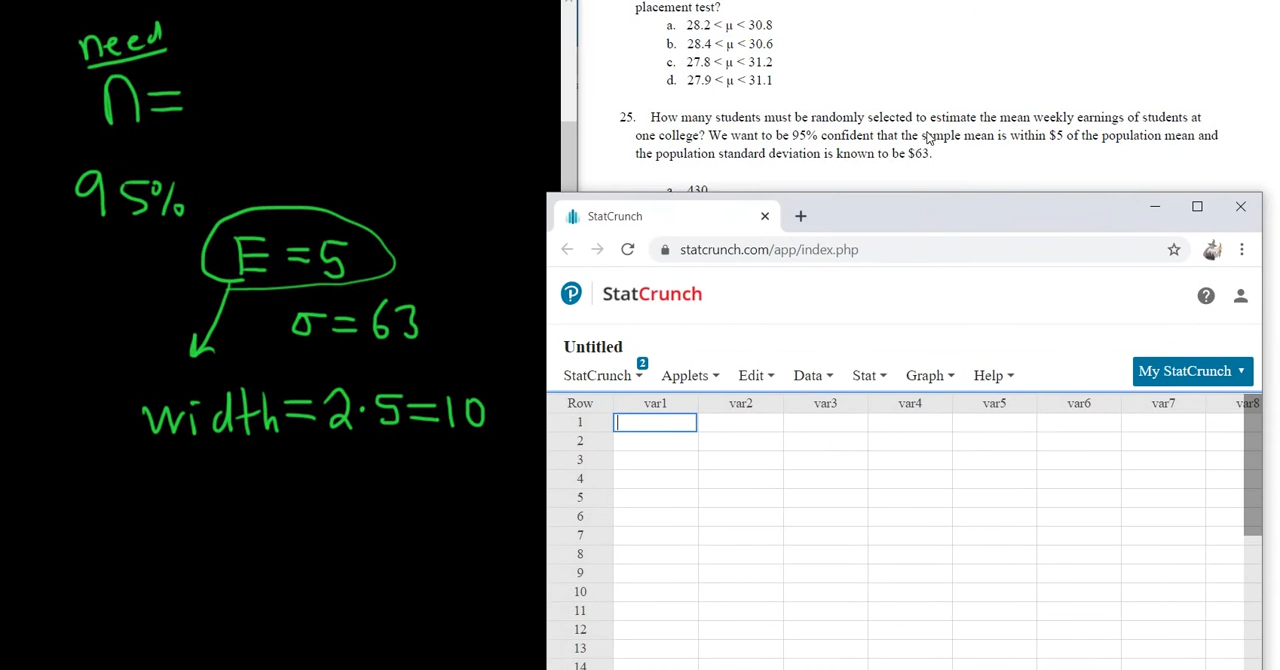 need
n=
95%
E = 5
σ = 63
width = 2·5 = 10
placement test?
a. 28.2 < μ < 30.8
b. 28.4 < μ < 30.6
c. 27.8 < μ < 31.2
d. 27.9 < μ < 31.1
25. How many students must be randomly selected to estimate the mean weekly earnings of students at
one college? We want to be 95% confident that the sample mean is within $5 of the population mean and
the population standard deviation is known to be $63.
a. 430
StatCrunch
statcrunch.com/app/index.php
P StatCrunch
Untitled
StatCrunch 2 Applets Edit Data Stat Graph Help My StatCrunch
Row var1 var2 var3 var4 var5 var6 var7 var8
1
2
3
4
5
6
7
8
9
10
11
12
13
14